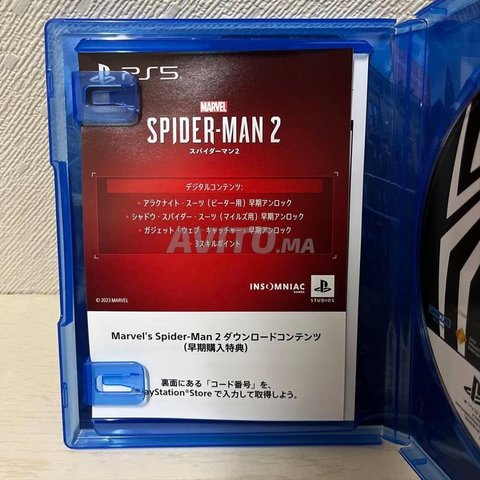 PS5
MARVEL
SPIDER-MAN 2
スパイダーマン2
デジタルコンテンツ:
・アラクナイト・スーツ（ピーター用）早期アンロック
・シャドウ・スパイダー・スーツ（マイルズ用）早期アンロック
・ガジェット「ウェブ・キャッチャー」早期アンロック
・3スキルポイント
AVITO.MA
INSOMNIAC
GAMES
PlayStation
STUDIOS
© 2023 MARVEL
Marvel's Spider-Man 2 ダウンロードコンテンツ
（早期購入特典）
裏面にある「コード番号」を、
PlayStation®Store で入力して取得しよう。